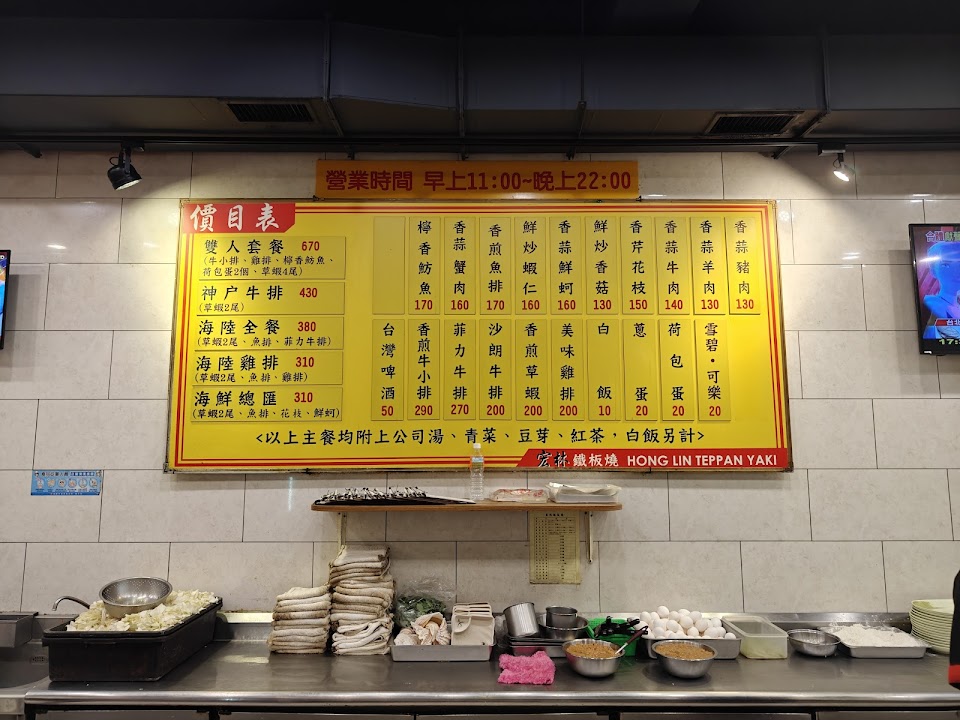 營業時間 早上11:00~晚上22:00
價目表
雙人套餐 670
(牛小排、雞排、檸香魴魚、
荷包蛋2個、草蝦4尾)
神户牛排 430
(草蝦2尾)
海陸全餐 380
(草蝦2尾、魚排、菲力牛排)
海陸雞排 310
(草蝦2尾、魚排、雞排)
海鮮總匯 310
(草蝦2尾、魚排、花枝、鮮蚵)
檸香魴魚 170
香蒜蟹肉 160
香煎魚排 170
鮮炒蝦仁 160
香蒜鮮蚵 160
鮮炒香菇 130
香芹花枝 150
香蒜牛肉 140
香蒜羊肉 130
香蒜豬肉 130
台灣啤酒 50
香煎牛小排 290
菲力牛排 270
沙朗牛排 200
香煎草蝦 200
美味雞排 200
白飯 10
蔥蛋 20
荷包蛋 20
雪碧·可樂 20
<以上主餐均附上公司湯、青菜、豆芽、紅茶,白飯另計>
宏林 鐵板燒 HONG LIN TEPPAN YAKI